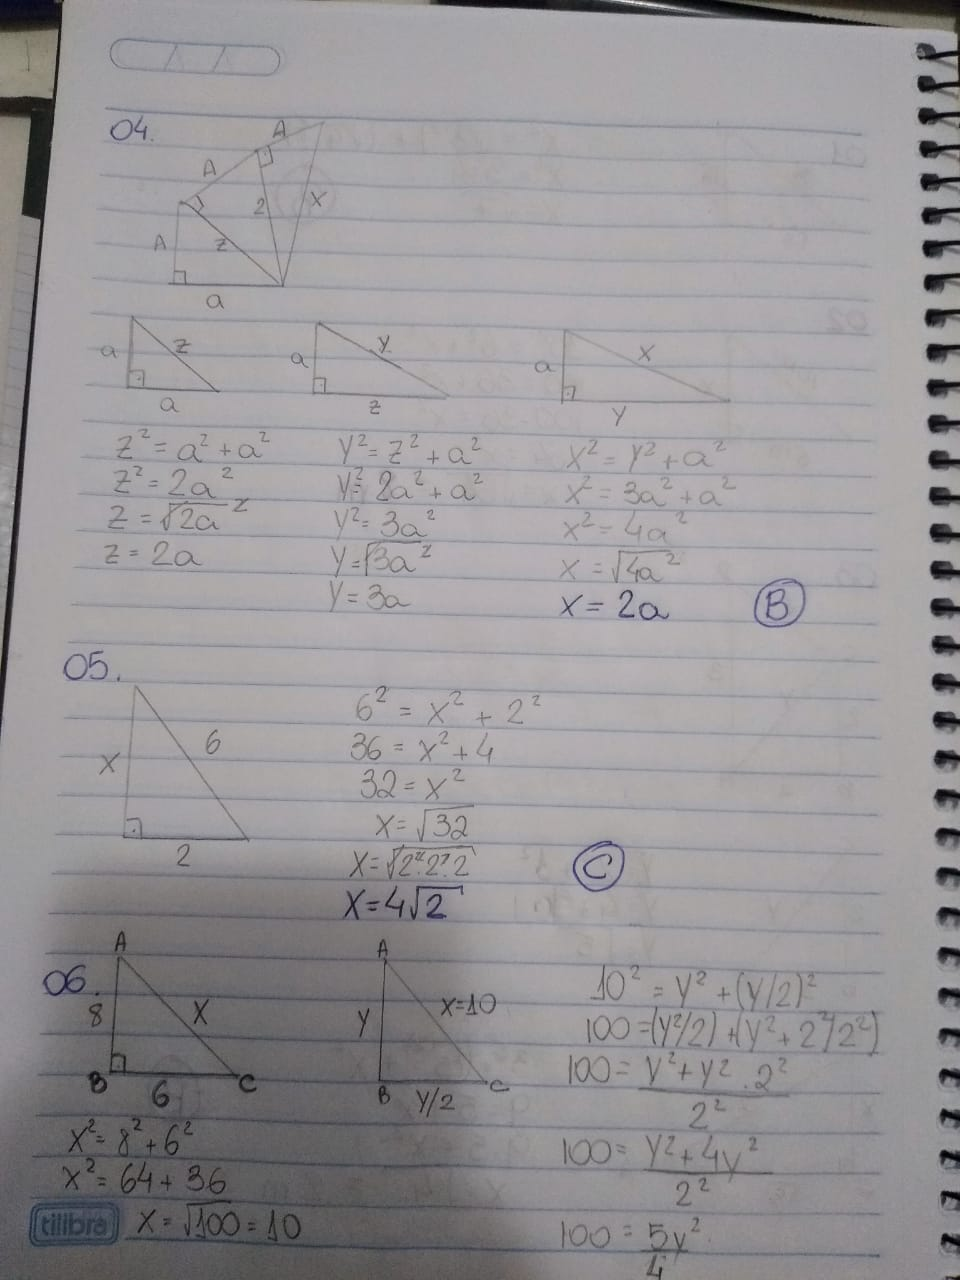 04.
A
A
2
X
A
z
a
a
z
a
a
y
z
a
x
y
z² = a² + a²
z² = 2a²
z = √2a²
z = 2a
y² = z² + a²
y² = 2a² + a²
y² = 3a²
y = √3a²
y = 3a
x² = y² + a²
x² = 3a² + a²
x² = 4a²
x = √4a²
x = 2a
B
05.
x
6
2
6² = x² + 2²
36 = x² + 4
32 = x²
x = √32
x = √2².2².2
x = 4√2
C
06.
A
8
x
B
6
C
x² = 8² + 6²
x² = 64 + 36
x = √100 = 10
A
y
x=10
B
y/2
C
10² = y² + (y/2)²
100 = (y²/2) + (y² + 2²/2²)
100 = y² + y² . 2²
2²
100 = y² + 4y²
2²
100 = 5y²
4
tilibra